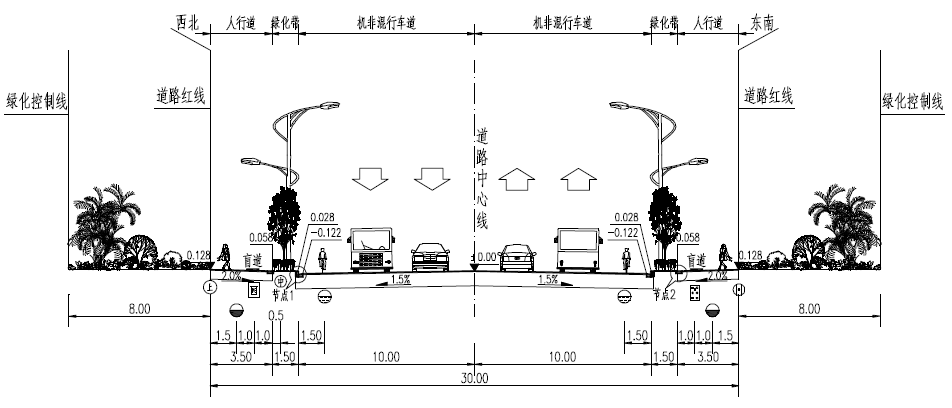 西北 人行道 绿化带 机非混行车道 机非混行车道 绿化带 人行道 东南
绿化控制线 道路红线 道路中心线 道路红线 绿化控制线
0.028 0.028
-0.122 -0.122
0.058 0.058
0.128 盲道 0.00 盲道 0.128
2.0% 节点1 1.5% 1.5% 节点2 2.0%
上 中
8.00 0.5 8.00
1.5 1.0 1.0 1.50 1.50 1.0 1.0 1.5
3.50 1.50 10.00 10.00 1.50 3.50
30.00